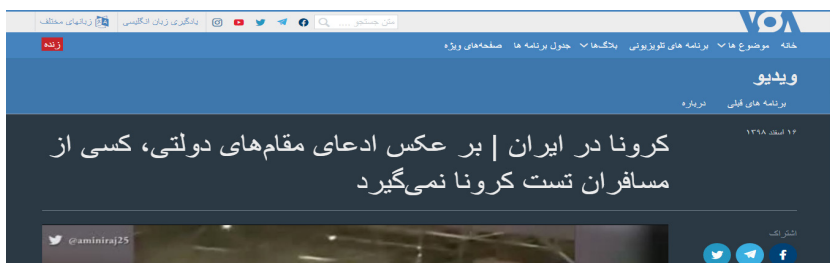 VOA
متن جستجو ....
یادگیری زبان انگلیسی
زبانهای مختلف
خانه موضوع ها برنامه های تلویزیونی بلاگ‌ها جدول برنامه ها صفحه‌های ویژه
زنده
ویدیو
برنامه های قبلی درباره
۱۶ اسفند ۱۳۹۸
کرونا در ایران | بر عکس ادعای مقام‌های دولتی، کسی از
مسافران تست کرونا نمی‌گیرد
اشتراک
@aminiraj25